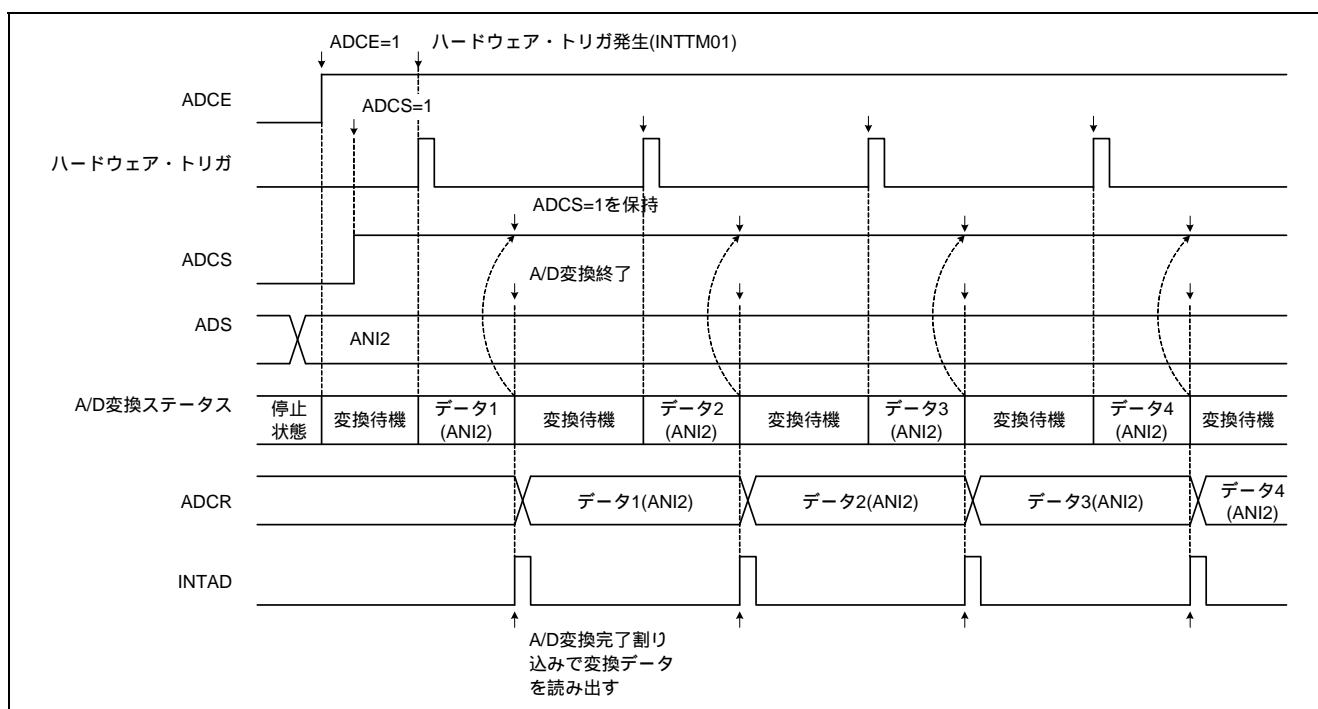 ADCE=1
ハードウェア・トリガ発生(INTTM01)
ADCE
ADCS=1
ハードウェア・トリガ
ADCS=1を保持
ADCS
A/D変換終了
ADS
ANI2
A/D変換ステータス
停止
状態
変換待機
データ1
(ANI2)
変換待機
データ2
(ANI2)
変換待機
データ3
(ANI2)
変換待機
データ4
(ANI2)
変換待機
ADCR
データ1(ANI2)
データ2(ANI2)
データ3(ANI2)
データ4
(ANI2)
INTAD
A/D変換完了割り
込みで変換データ
を読み出す